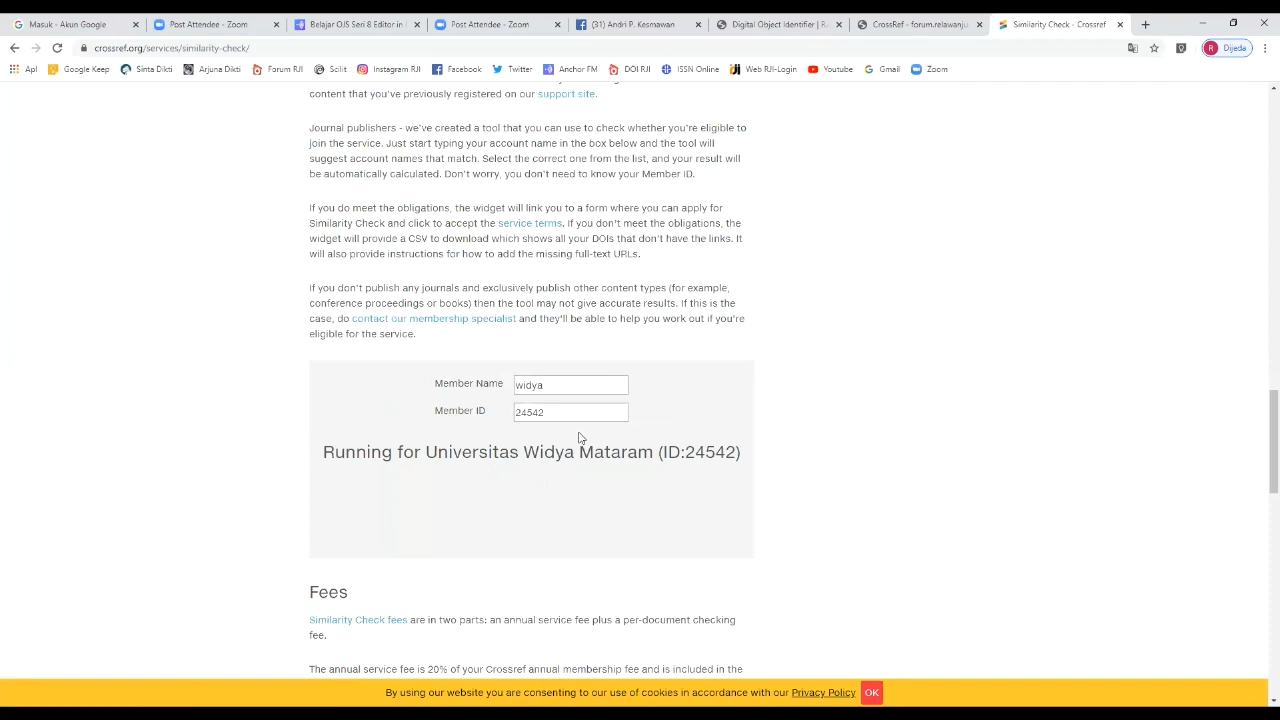 Masuk - Akun Google
Post Attendee - Zoom
Belajar OJS Seri 8 Editor in
Post Attendee - Zoom
(31) Andri P. Kesmawan
Digital Object Identifier | R
CrossRef - forum.relawanju
Similarity Check - Crossref
crossref.org/services/similarity-check/
R
Dijeda
Apl
Google Keep
Sinta Dikti
Arjuna Dikti
Forum RJI
Scilit
Instagram RJI
Facebook
Twitter
Anchor FM
DOI RJI
ISSN Online
Web RJI-Login
Youtube
Gmail
Zoom
content that you've previously registered on our support site.
Journal publishers - we've created a tool that you can use to check whether you're eligible to
join the service. Just start typing your account name in the box below and the tool will
suggest account names that match. Select the correct one from the list, and your result will
be automatically calculated. Don't worry, you don't need to know your Member ID.
If you do meet the obligations, the widget will link you to a form where you can apply for
Similarity Check and click to accept the service terms. If you don't meet the obligations, the
widget will provide a CSV to download which shows all your DOIs that don't have the links. It
will also provide instructions for how to add the missing full-text URLs.
If you don't publish any journals and exclusively publish other content types (for example,
conference proceedings or books) then the tool may not give accurate results. If this is the
case, do contact our membership specialist and they'll be able to help you work out if you're
eligible for the service.
Member Name widya
Member ID 24542
Running for Universitas Widya Mataram (ID:24542)
Fees
Similarity Check fees are in two parts: an annual service fee plus a per-document checking
fee.
The annual service fee is 20% of your Crossref annual membership fee and is included in the
By using our website you are consenting to our use of cookies in accordance with our Privacy Policy OK